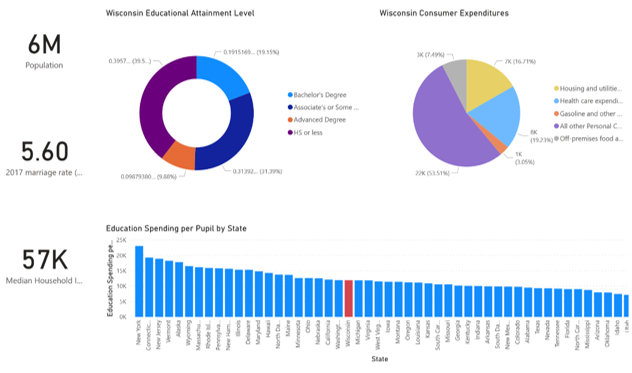 Wisconsin Educational Attainment Level
Wisconsin Consumer Expenditures
6M
Population
5.60
2017 marriage rate (...
57K
Median Household I...
0.1915169... (19.15%)
0.31392... (31.39%)
0.09879380... (9.88%)
0.3957... (39.5...)
Bachelor's Degree
Associate's or Some ...
Advanced Degree
HS or less
7K (16.71%)
8K
(19.23%)
1K
(3.05%)
22K (53.51%)
3K (7.49%)
Housing and utilitie...
Health care expendi...
Gasoline and other ...
All other Personal C...
Off-premises food a...
Education Spending per Pupil by State
Education Spending pe...
25K
20K
15K
10K
5K
0K
New York
Connectic...
New Jersey
Vermont
Alaska
Wyoming
Massachu...
Rhode Isl...
Pennsylva...
New Ham...
Illinois
Delaware
Maryland
Hawaii
North Da...
Maine
Minnesota
Ohio
Nebraska
California
Washingt...
Wisconsin
Michigan
Virginia
West Virg...
Iowa
Montana
Oregon
Louisiana
Kansas
South Car...
Missouri
Georgia
Kentucky
Indiana
Arkansas
South Da...
New Mex...
Colorado
Alabama
Texas
Nevada
Tennessee
Florida
North Car...
Mississippi
Arizona
Oklahoma
Idaho
Utah
State